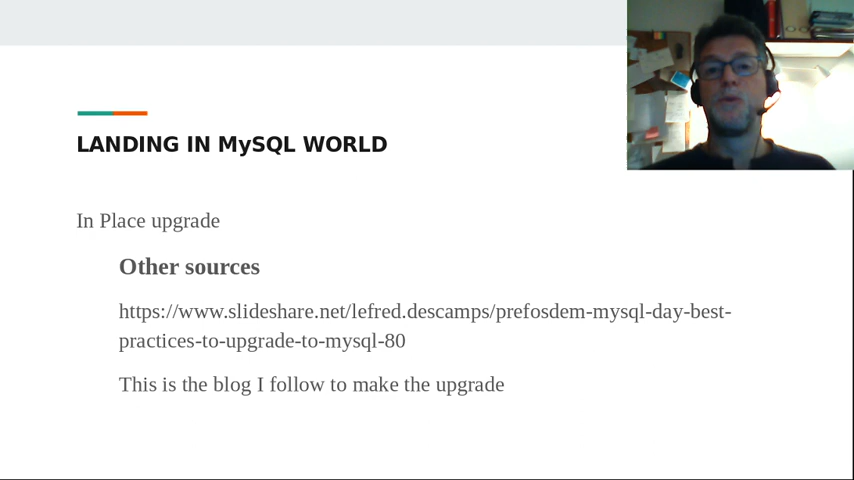 LANDING IN MySQL WORLD
In Place upgrade
Other sources
https://www.slideshare.net/lefred.descamps/prefosdem-mysql-day-best-
practices-to-upgrade-to-mysql-80
This is the blog I follow to make the upgrade